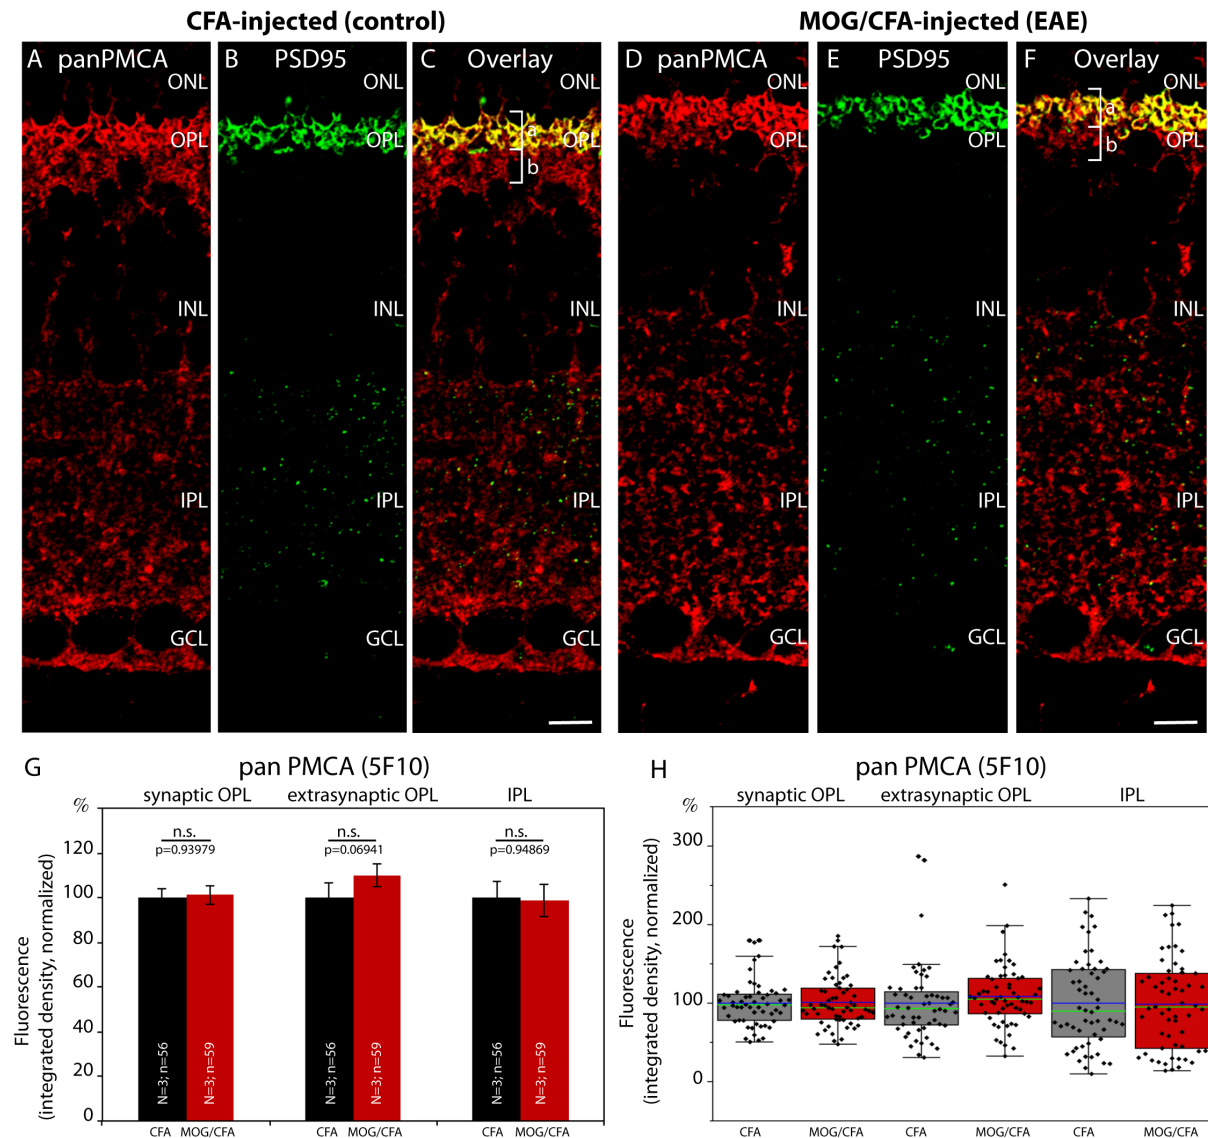 CFA-injected (control)
MOG/CFA-injected (EAE)
A panPMCA
B PSD95
C Overlay
D panPMCA
E PSD95
F Overlay
ONL
ONL
ONL
ONL
ONL
ONL
a
a
OPL
OPL
OPL
OPL
OPL
OPL
b
b
INL
INL
INL
INL
INL
INL
IPL
IPL
IPL
IPL
IPL
IPL
GCL
GCL
GCL
GCL
GCL
GCL
G
pan PMCA (5F10)
% synaptic OPL extrasynaptic OPL IPL
n.s. n.s. n.s.
p=0.93979 p=0.06941 p=0.94869
120
100
80
60
40
20
0
Fluorescence
(integrated density, normalized)
N=3; n=56
N=3; n=59
N=3; n=56
N=3; n=59
N=3; n=56
N=3; n=59
CFA MOG/CFA CFA MOG/CFA CFA MOG/CFA
H
pan PMCA (5F10)
% synaptic OPL extrasynaptic OPL IPL
300
200
100
0
Fluorescence
(integrated density, normalized)
CFA MOG/CFA CFA MOG/CFA CFA MOG/CFA